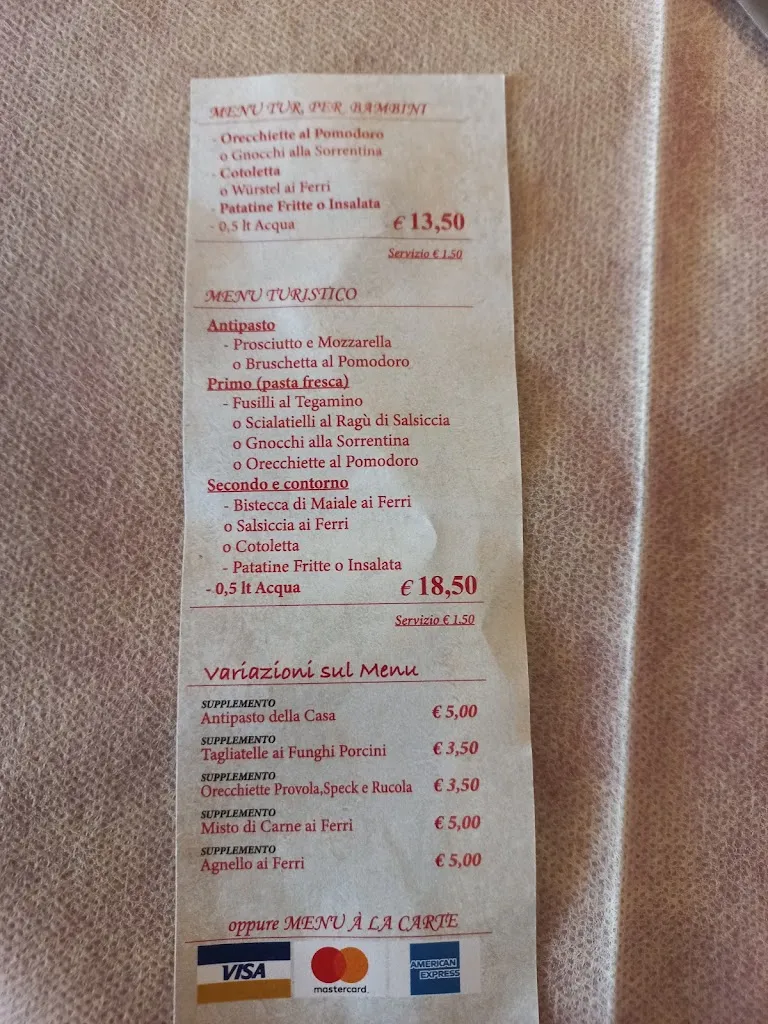 MENU TUR. PER BAMBINI
- Orecchiette al Pomodoro
o Gnocchi alla Sorrentina
- Cotoletta
o Würstel ai Ferri
- Patatine Fritte o Insalata
- 0,5 lt Acqua € 13,50
Servizio € 1.50
MENU TURISTICO
Antipasto
- Prosciutto e Mozzarella
o Bruschetta al Pomodoro
Primo (pasta fresca)
- Fusilli al Tegamino
o Scialatielli al Ragù di Salsiccia
o Gnocchi alla Sorrentina
o Orecchiette al Pomodoro
Secondo e contorno
- Bistecca di Maiale ai Ferri
o Salsiccia ai Ferri
o Cotoletta
- Patatine Fritte o Insalata
- 0,5 lt Acqua € 18,50
Servizio € 1.50
Variazioni sul Menu
SUPPLEMENTO
Antipasto della Casa € 5,00
SUPPLEMENTO
Tagliatelle ai Funghi Porcini € 3,50
SUPPLEMENTO
Orecchiette Provola,Speck e Rucola € 3,50
SUPPLEMENTO
Misto di Carne ai Ferri € 5,00
SUPPLEMENTO
Agnello ai Ferri € 5,00
oppure MENU À LA CARTE
VISA
mastercard
AMERICAN
EXPRESS